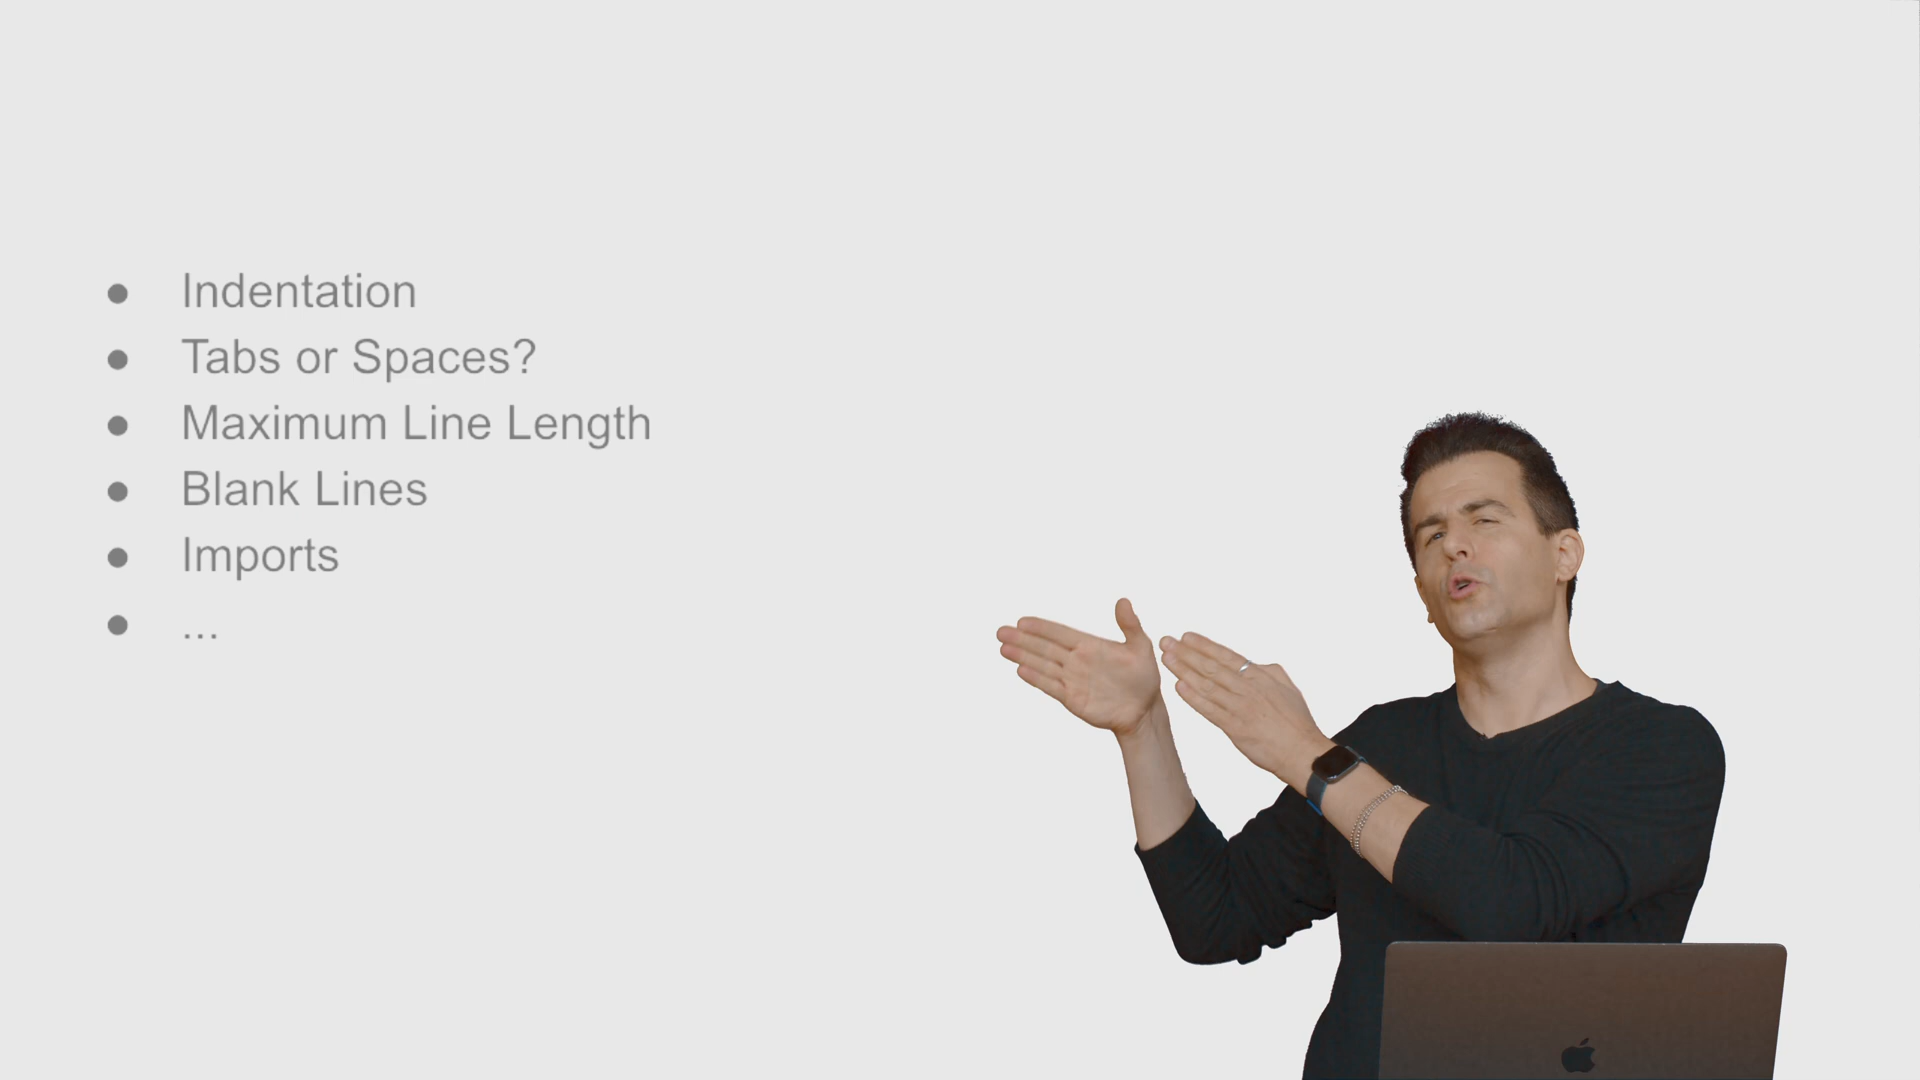 ● Indentation
● Tabs or Spaces?
● Maximum Line Length
● Blank Lines
● Imports
● ...